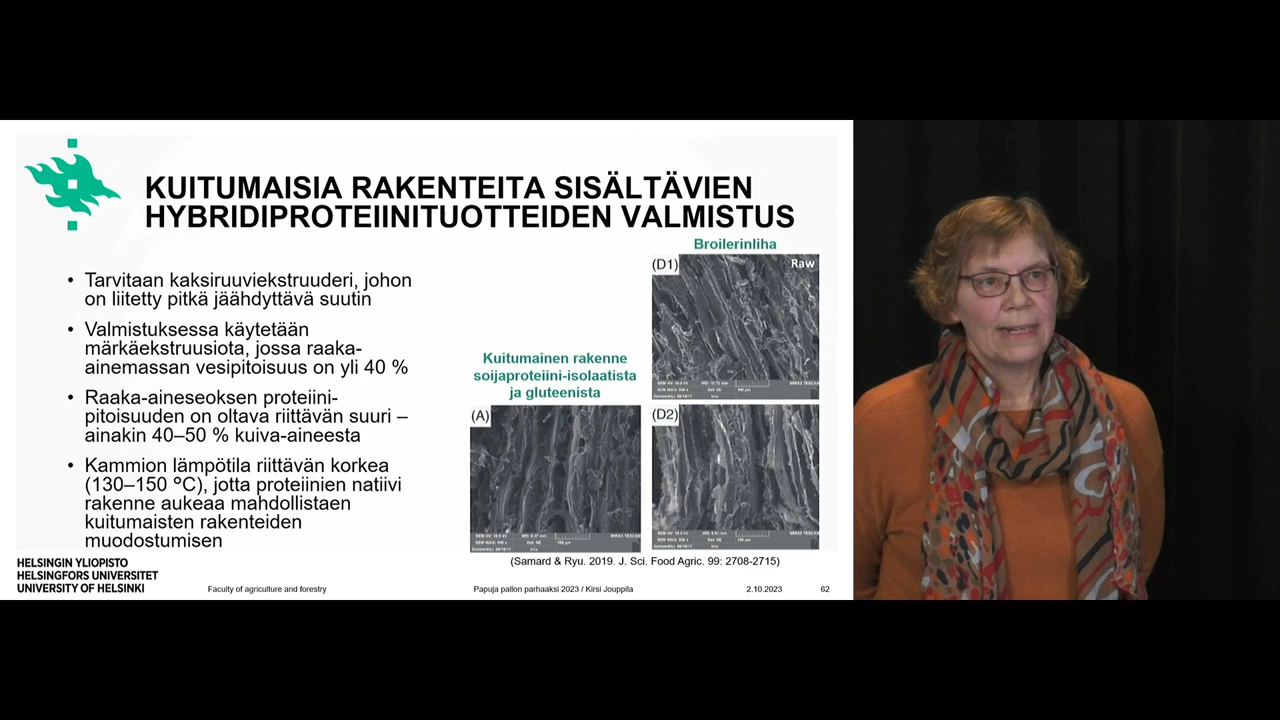 KUITUMAISIA RAKENTEITA SISÄLTÄVIEN
HYBRIDIPROTEIINITUOTTEIDEN VALMISTUS
• Tarvitaan kaksiruuviekstruuderi, johon
on liitetty pitkä jäähdyttävä suutin
• Valmistuksessa käytetään
märkäekstruusiota, jossa raaka-
ainemassan vesipitoisuus on yli 40 %
• Raaka-aineseoksen proteiini-
pitoisuuden on oltava riittävän suuri –
ainakin 40–50 % kuiva-aineesta
• Kammion lämpötila riittävän korkea
(130–150 ºC), jotta proteiinien natiivi
rakenne aukeaa mahdollistaen
kuitumaisten rakenteiden
muodostumisen
Broilerinliha
(D1)
Raw
Kuitumainen rakenne
soijaproteiini-isolaatista
ja gluteenista
(A)
(D2)
(Samard & Ryu. 2019. J. Sci. Food Agric. 99: 2708-2715)
HELSINGIN YLIOPISTO
HELSINGFORS UNIVERSITET
UNIVERSITY OF HELSINKI
Faculty of agriculture and forestry
Papuja pallon parhaaksi 2023 / Kirsi Jouppila
2.10.2023
62